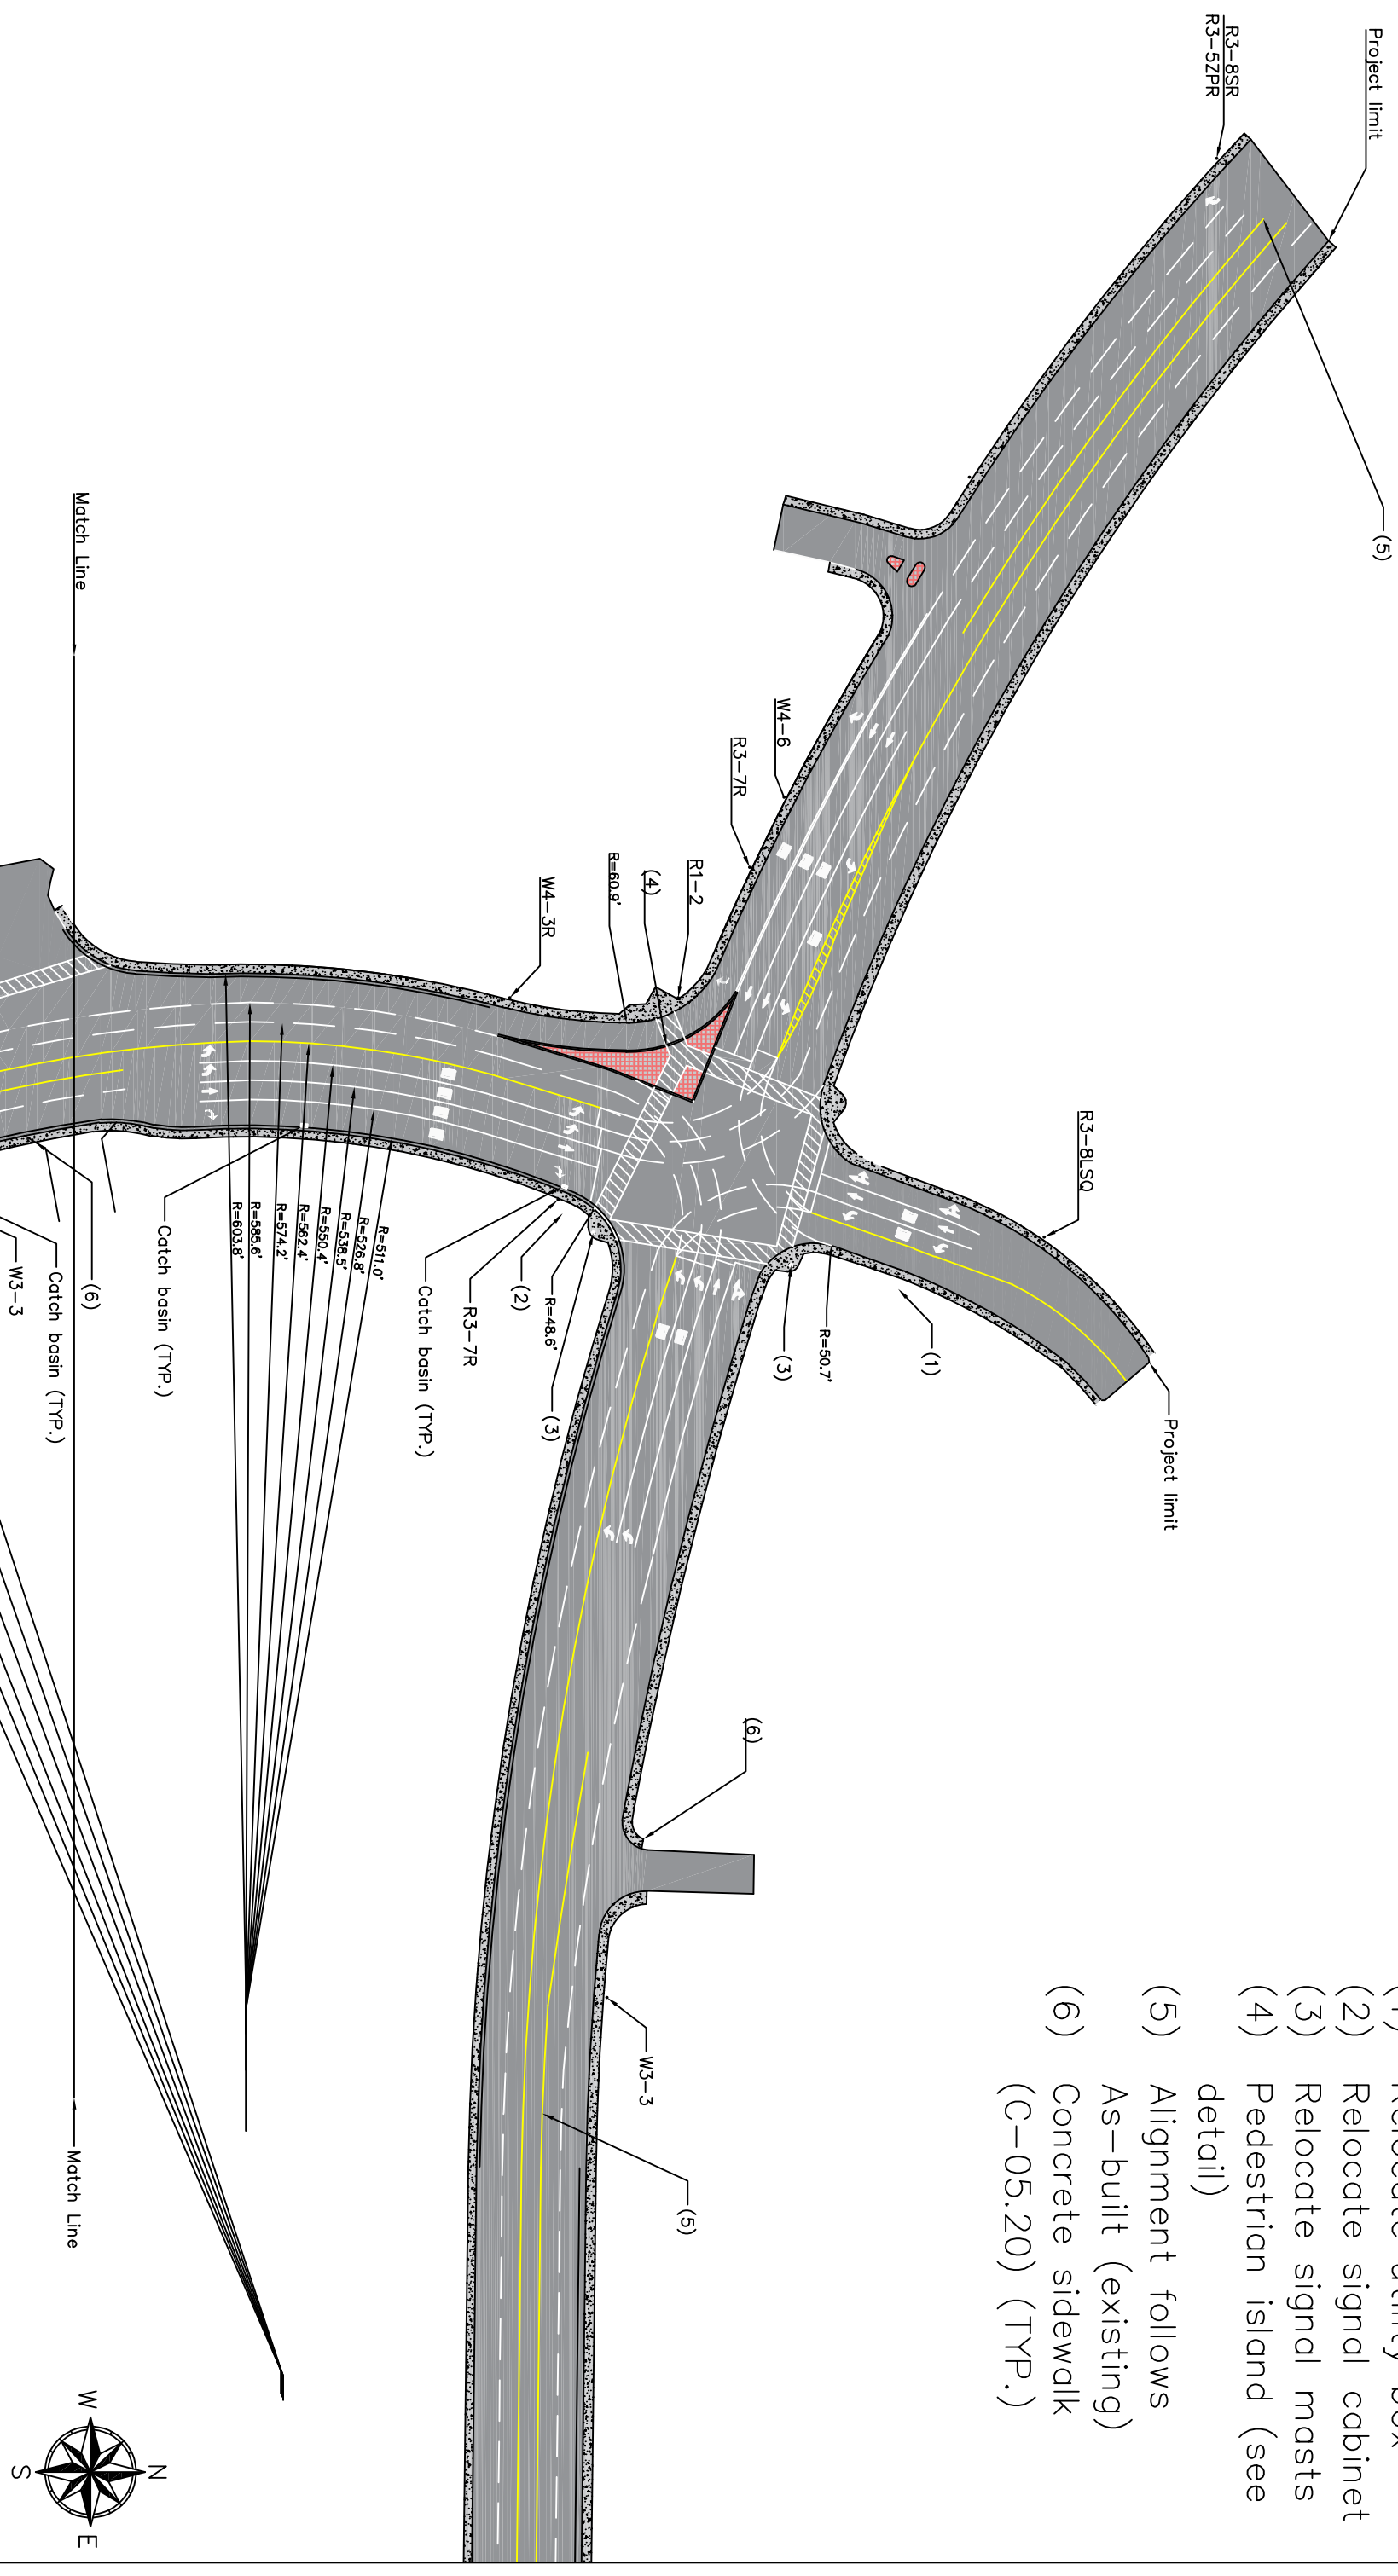 Project limit
R3-8SR
R3-5ZPR
(5)
W4-6
R3-7R
R1-2
(4)
R=60.9'
W4-3R
Match Line
R3-8LSQ
Project limit
(1)
R=50.7'
(3)
(3)
R=48.6'
(2)
R3-7R
Catch basin (TYP.)
R=511.0'
R=526.8'
R=538.5'
R=550.4'
R=562.4'
R=574.2'
R=585.6'
R=603.8'
Catch basin (TYP.)
(6)
Catch basin (TYP.)
W3-3
(6)
W3-3
(5)
Match Line
(2) Relocate signal cabinet
(3) Relocate signal masts
(4) Pedestrian island (see
detail)
(5) Alignment follows
As-built (existing)
(6) Concrete sidewalk
(C-05.20) (TYP.)
N
W
E
S